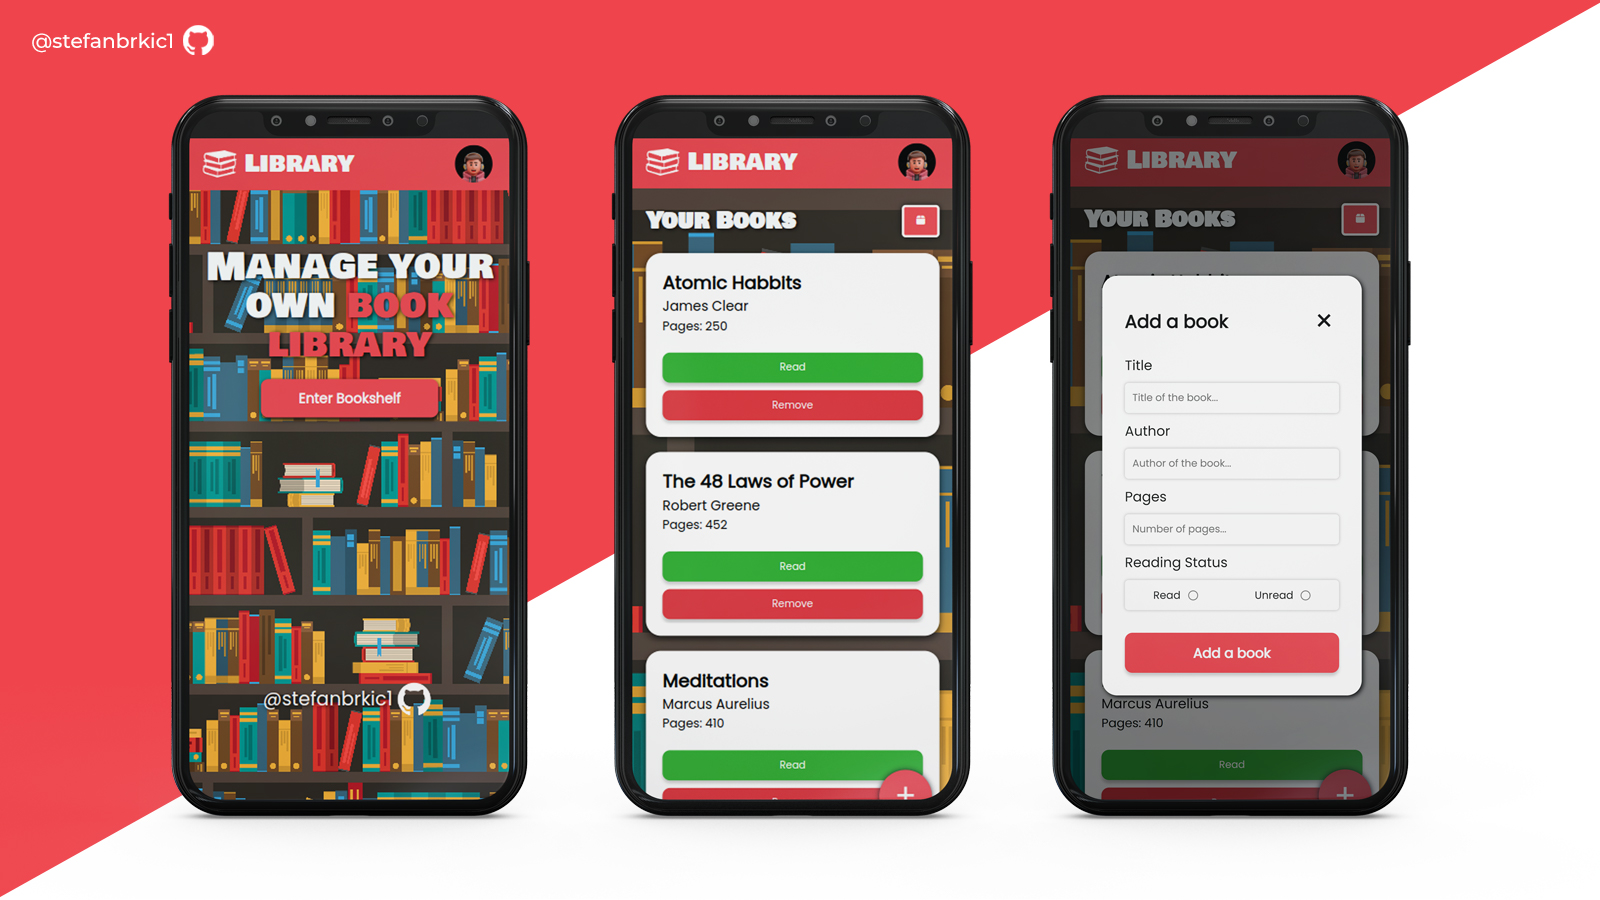 @stefanbrkic1
LIBRARY
MANAGE YOUR
OWN BOOK
LIBRARY
Enter Bookshelf
@stefanbrkic1
LIBRARY
YOUR BOOKS
Atomic Habbits
James Clear
Pages: 250
Read
Remove
The 48 Laws of Power
Robert Greene
Pages: 452
Read
Remove
Meditations
Marcus Aurelius
Pages: 410
Read
+
LIBRARY
YOUR BOOKS
Add a book
Title
Title of the book...
Author
Author of the book...
Pages
Number of pages...
Reading Status
Read Unread
Add a book
Marcus Aurelius
Pages: 410
Read
+